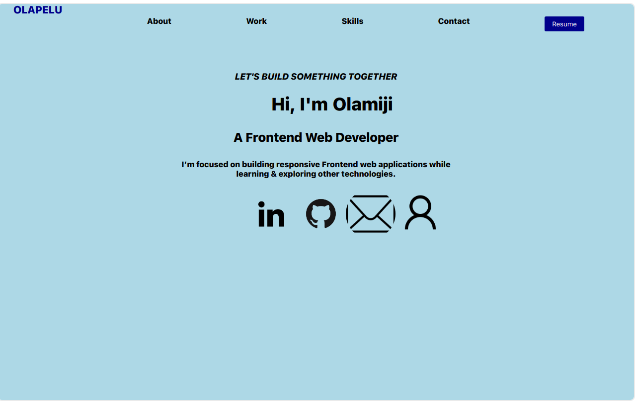 OLAPELU
About Work Skills Contact Resume
LET'S BUILD SOMETHING TOGETHER
Hi, I'm Olamiji
A Frontend Web Developer
I'm focused on building responsive Frontend web applications while
learning & exploring other technologies.
in